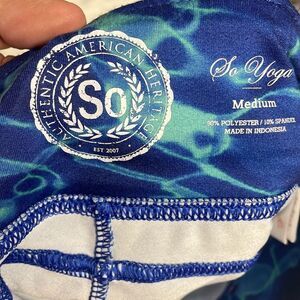 AUTHENTIC AMERICAN HERITAGE
So
EST 2007
So Yoga
Medium
90% POLYESTER / 10% SPANDEX
MADE IN INDONESIA